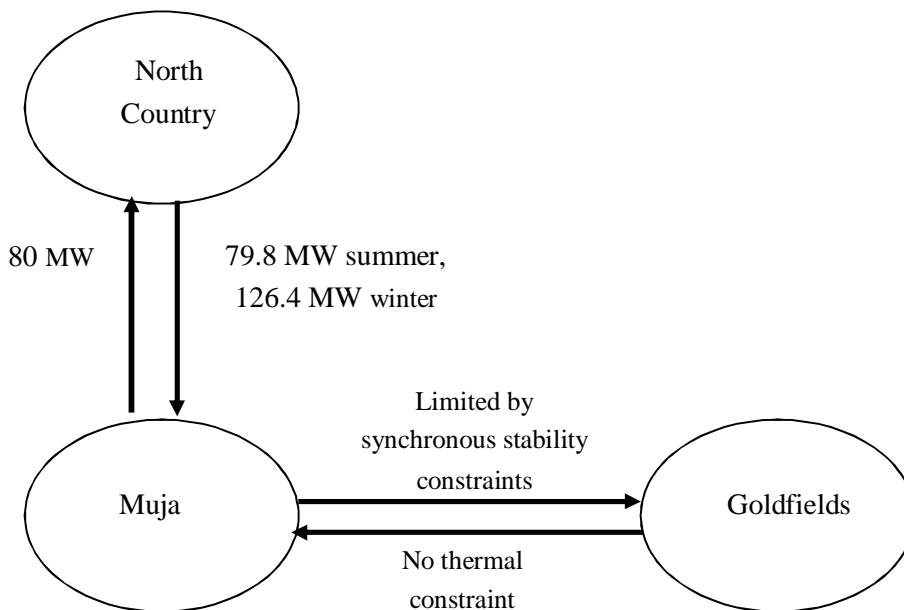 North
Country
80 MW
79.8 MW summer,
126.4 MW winter
Limited by
synchronous stability
constraints
Muja
Goldfields
No thermal
constraint